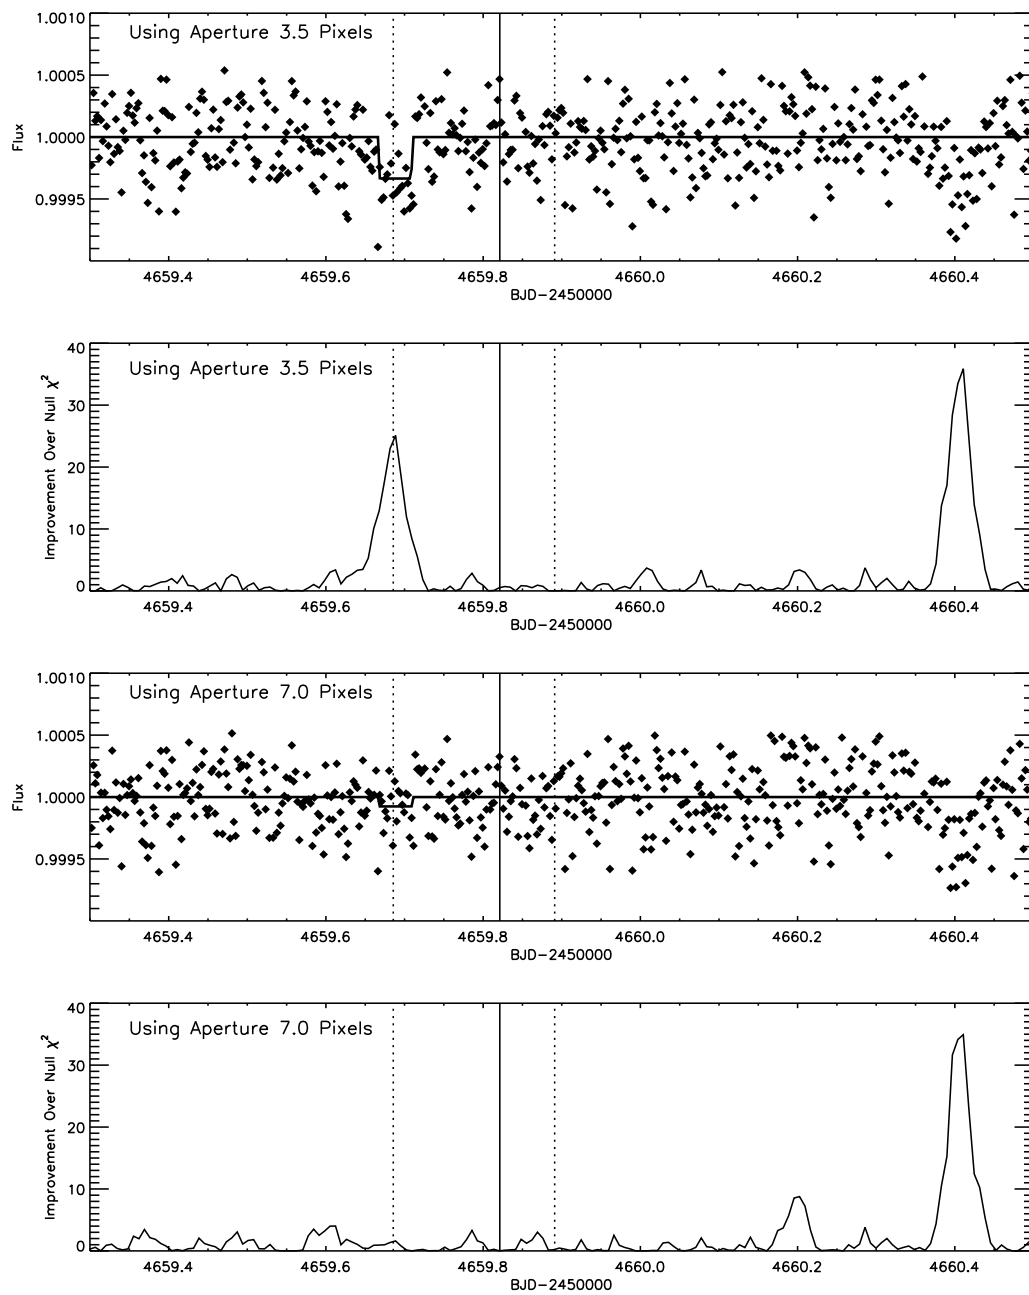 Using Aperture 3.5 Pixels
1.0010
1.0005
1.0000
0.9995
Flux
4659.4 4659.6 4659.8 4660.0 4660.2 4660.4
BJD-2450000
Using Aperture 3.5 Pixels
40
30
20
10
0
Improvement Over Null χ²
4659.4 4659.6 4659.8 4660.0 4660.2 4660.4
BJD-2450000
Using Aperture 7.0 Pixels
1.0010
1.0005
1.0000
0.9995
Flux
4659.4 4659.6 4659.8 4660.0 4660.2 4660.4
BJD-2450000
Using Aperture 7.0 Pixels
40
30
20
10
0
Improvement Over Null χ²
4659.4 4659.6 4659.8 4660.0 4660.2 4660.4
BJD-2450000